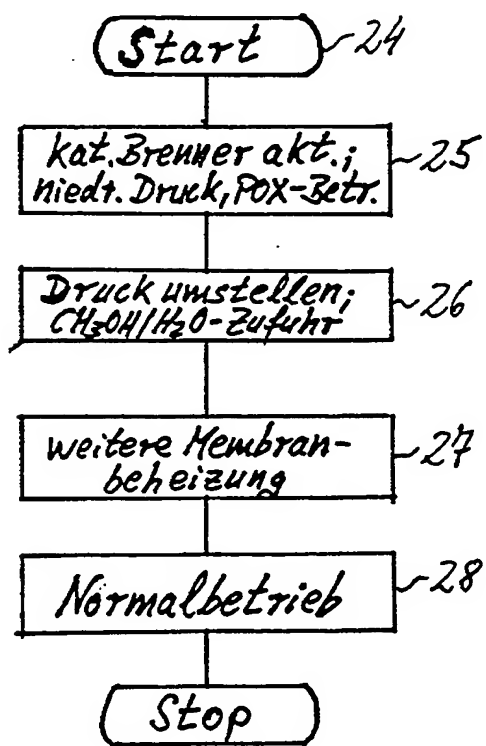 Start 24
kat. Brenner akt.; 25
niedr. Druck, POX-Betr.
Druck umstellen; 26
CH₃OH/H₂O-Zufuhr
weitere Membran- 27
beheizung
Normalbetrieb 28
Stop